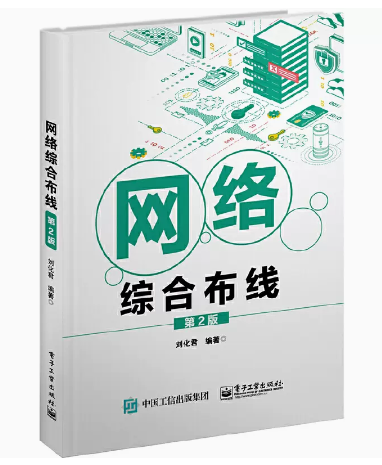 网络综合布线
第2版
刘化君 编著
电子工业出版社
网络
综合布线
第2版
刘化君 编著
中国工信出版集团
电子工业出版社